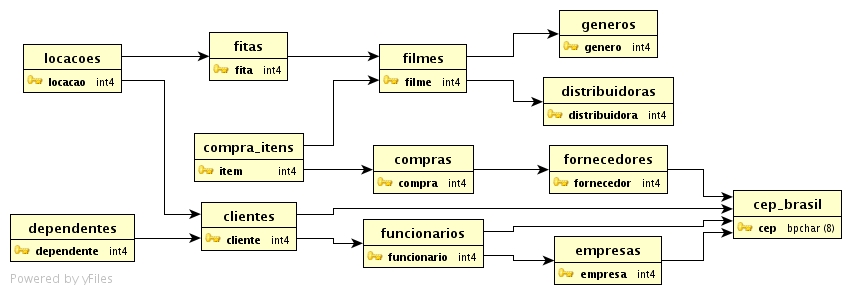 locacoes
locacao int4
fitas
fita int4
filmes
filme int4
generos
genero int4
distribuidoras
distribuidora int4
compra_itens
item int4
compras
compra int4
fornecedores
fornecedor int4
cep_brasil
cep bpchar (8)
clientes
cliente int4
dependentes
dependente int4
funcionarios
funcionario int4
empresas
empresa int4
Powered by yFiles